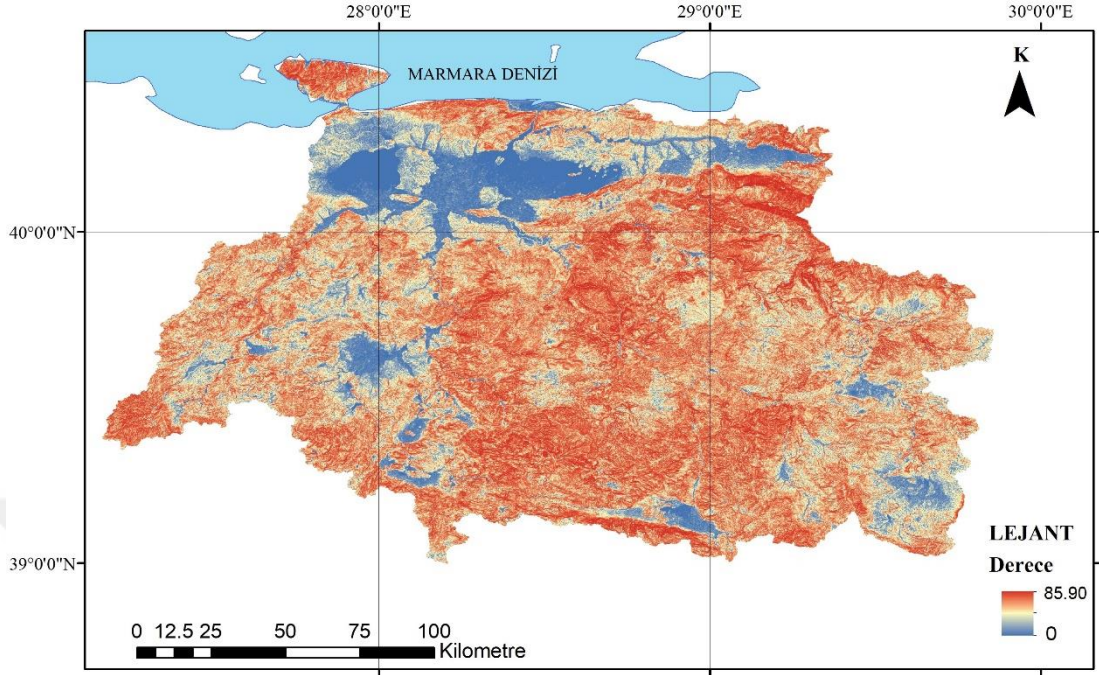 28°0'0"E
29°0'0"E
30°0'0"E
MARMARA DENİZİ
K
40°0'0"N
39°0'0"N
LEJANT
Derece
85.90
0
0 12.5 25 50 75 100
Kilometre